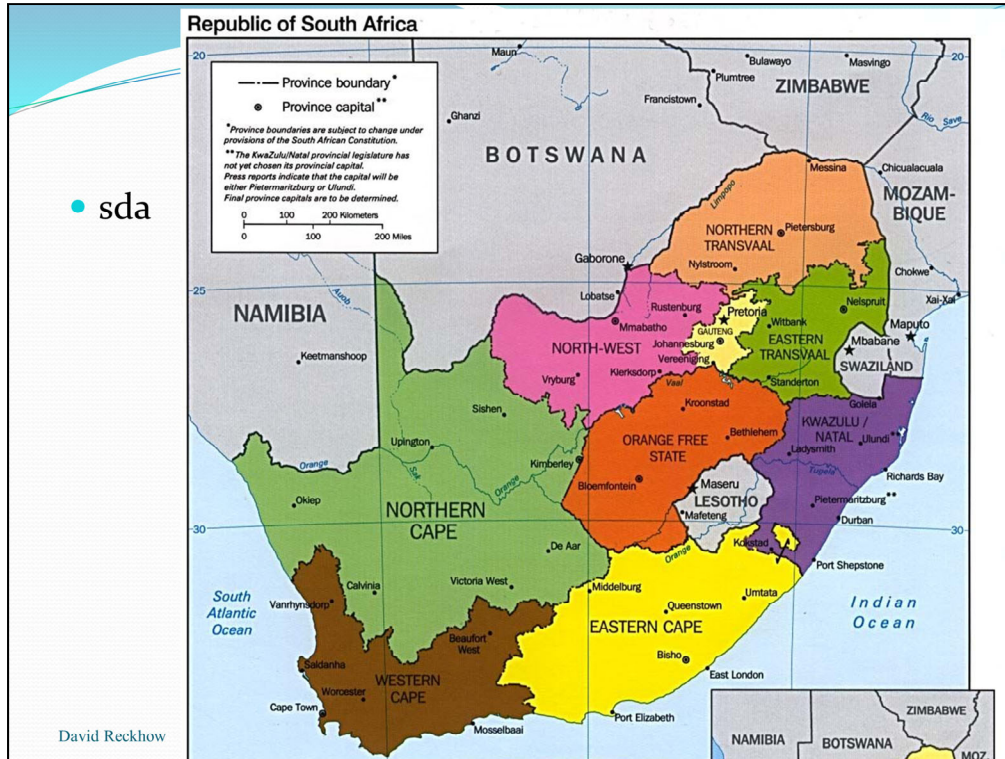 Republic of South Africa
20
20
Maun
Bulawayo
Masvingo
Plumtree
ZIMBABWE
Province boundary*
Province capital**
*Province boundaries are subject to change under
provisions of the South African Constitution.
**The KwaZulu/Natal provincial legislature has
not yet chosen its provincial capital.
Press reports indicate that the capital will be
either Pietermaritzburg or Ulundi.
Final province capitals are to be determined.
0 100 200 Kilometers
0 100 200 Miles
Francistown
Ghanzi
Rio Save
BOTSWANA
Messina
Chicualacuala
MOZAM-
BIQUE
Limpopo
• sda
NORTHERN
TRANSVAAL
Pietersburg
Gaborone
Nylstroom
Chokwe
25
Auob
Lobatse
Rustenburg
Nelspruit
Xai-Xai
NAMIBIA
Mmabatho
Pretoria
Witbank
GAUTENG
Maputo
Keetmanshoop
NORTH-WEST
Johannesburg
EASTERN
TRANSVAAL
Mbabane
Vereeniging
SWAZILAND
Vryburg
Klerksdorp
Vaal
Standerton
Sishen
Kroonstad
Golela
KWAZULU /
NATAL
Upington
ORANGE FREE
STATE
Bethlehem
Ulundi **
Ladysmith
Orange
Sak
Kimberley
Tugela
Richards Bay
Orange
Bloemfontein
Maseru
LESOTHO
Okiep
Mafeteng
Pietermaritzburg **
NORTHERN
CAPE
Durban
30
30
De Aar
Orange
Kokstad
Port Shepstone
Calvinia
Victoria West
Middelburg
Umtata
South
Atlantic
Ocean
Vanrhynsdorp
Queenstown
Indian
Ocean
EASTERN CAPE
Beaufort
West
Bisho
Saldanha
WESTERN
CAPE
East London
Worcester
Cape Town
Port Elizabeth
Mosselbaai
ZIMBABWE
David Reckhow
NAMIBIA
BOTSWANA
MOZ.